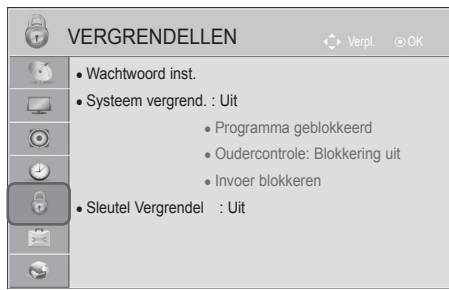 VERGRENDELLEN
Verpl. OK
• Wachtwoord inst.
• Systeem vergrend. : Uit
• Programma geblokkeerd
• Oudercontrole: Blokkering uit
• Invoer blokkeren
• Sleutel Vergrendel : Uit